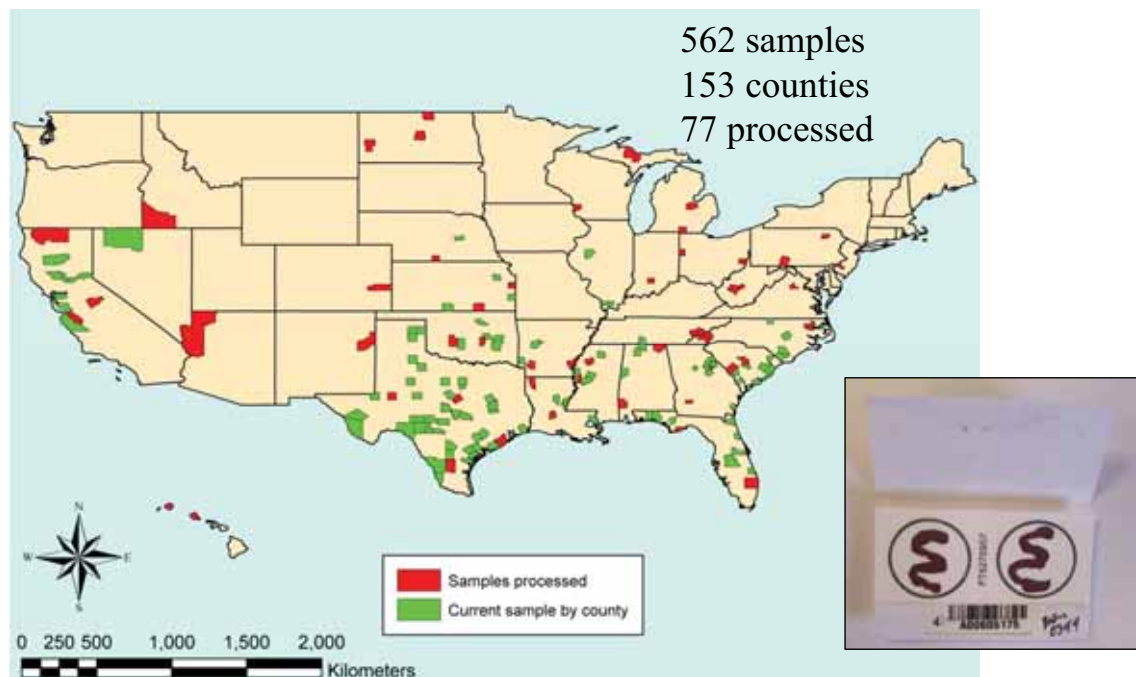 562 samples
153 counties
77 processed
N
W E
S
Samples processed
Current sample by county
0 250 500 1,000 1,500 2,000
Kilometers
A00605175